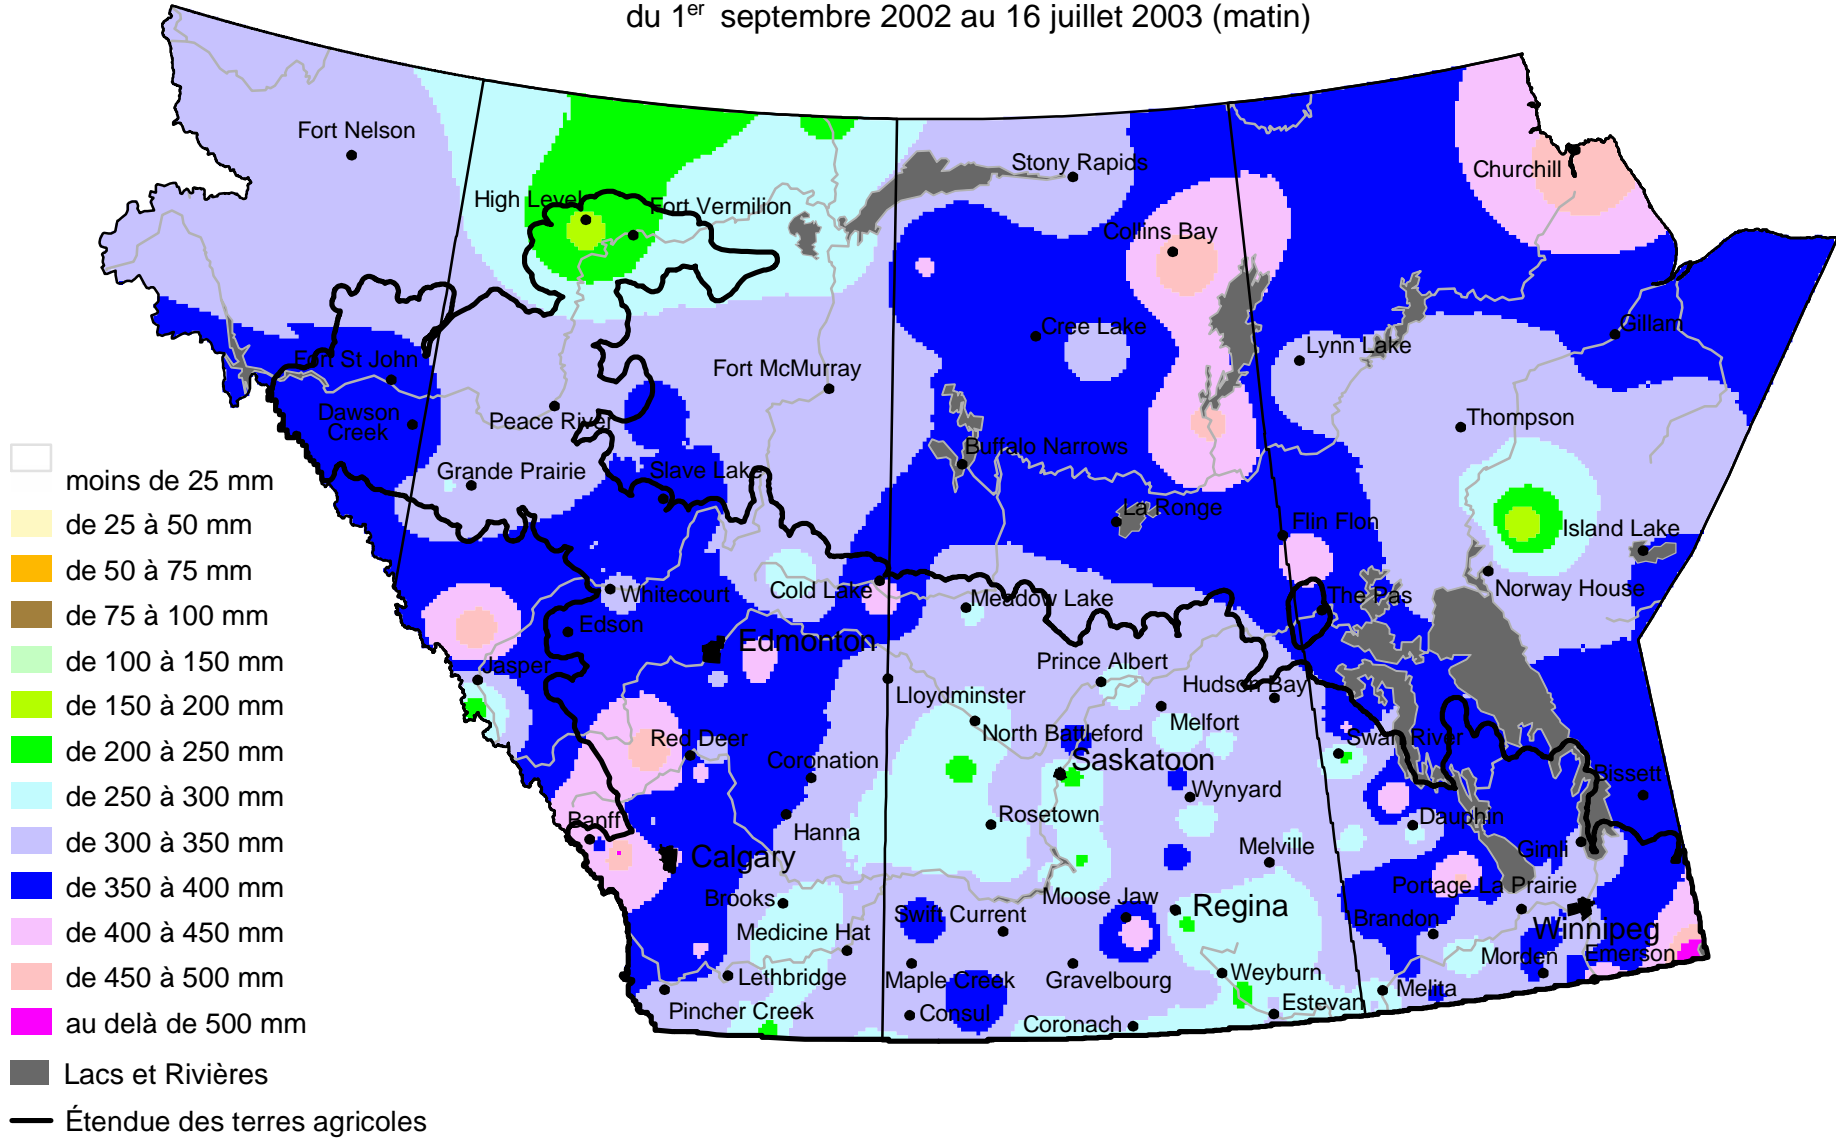 du 1er septembre 2002 au 16 juillet 2003 (matin)
Fort Nelson
High Level
Fort Vermilion
Stony Rapids
Churchill
Collins Bay
Cree Lake
Gillam
Lynn Lake
Fort St John
Fort McMurray
Dawson
Creek
Peace River
Thompson
Buffalo Narrows
Grande Prairie
Slave Lake
La Ronge
Flin Flon
Island Lake
Whitecourt
Cold Lake
Meadow Lake
The Pas
Norway House
Edson
Edmonton
Jasper
Prince Albert
Hudson Bay
Lloydminster
Melfort
North Battleford
Red Deer
Swan River
Coronation
Saskatoon
Bissett
Wynyard
Banff
Hanna
Rosetown
Dauphin
Calgary
Melville
Gimli
Brooks
Moose Jaw
Portage La Prairie
Swift Current
Regina
Brandon
Medicine Hat
Winnipeg
Lethbridge
Maple Creek
Gravelbourg
Weyburn
Morden
Emerson
Pincher Creek
Consul
Coronach
Estevan
Melita
moins de 25 mm
de 25 à 50 mm
de 50 à 75 mm
de 75 à 100 mm
de 100 à 150 mm
de 150 à 200 mm
de 200 à 250 mm
de 250 à 300 mm
de 300 à 350 mm
de 350 à 400 mm
de 400 à 450 mm
de 450 à 500 mm
au delà de 500 mm
Lacs et Rivières
Étendue des terres agricoles